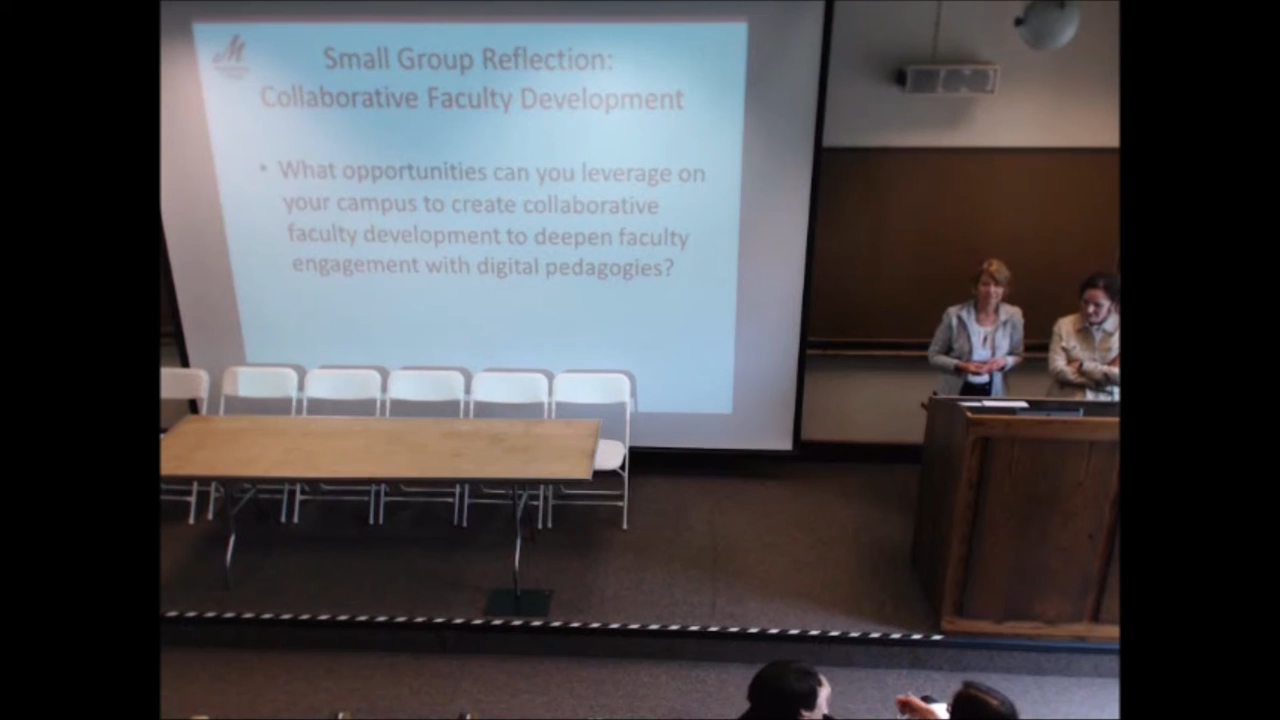 M
Small Group Reflection:
Collaborative Faculty Development
• What opportunities can you leverage on
your campus to create collaborative
faculty development to deepen faculty
engagement with digital pedagogies?